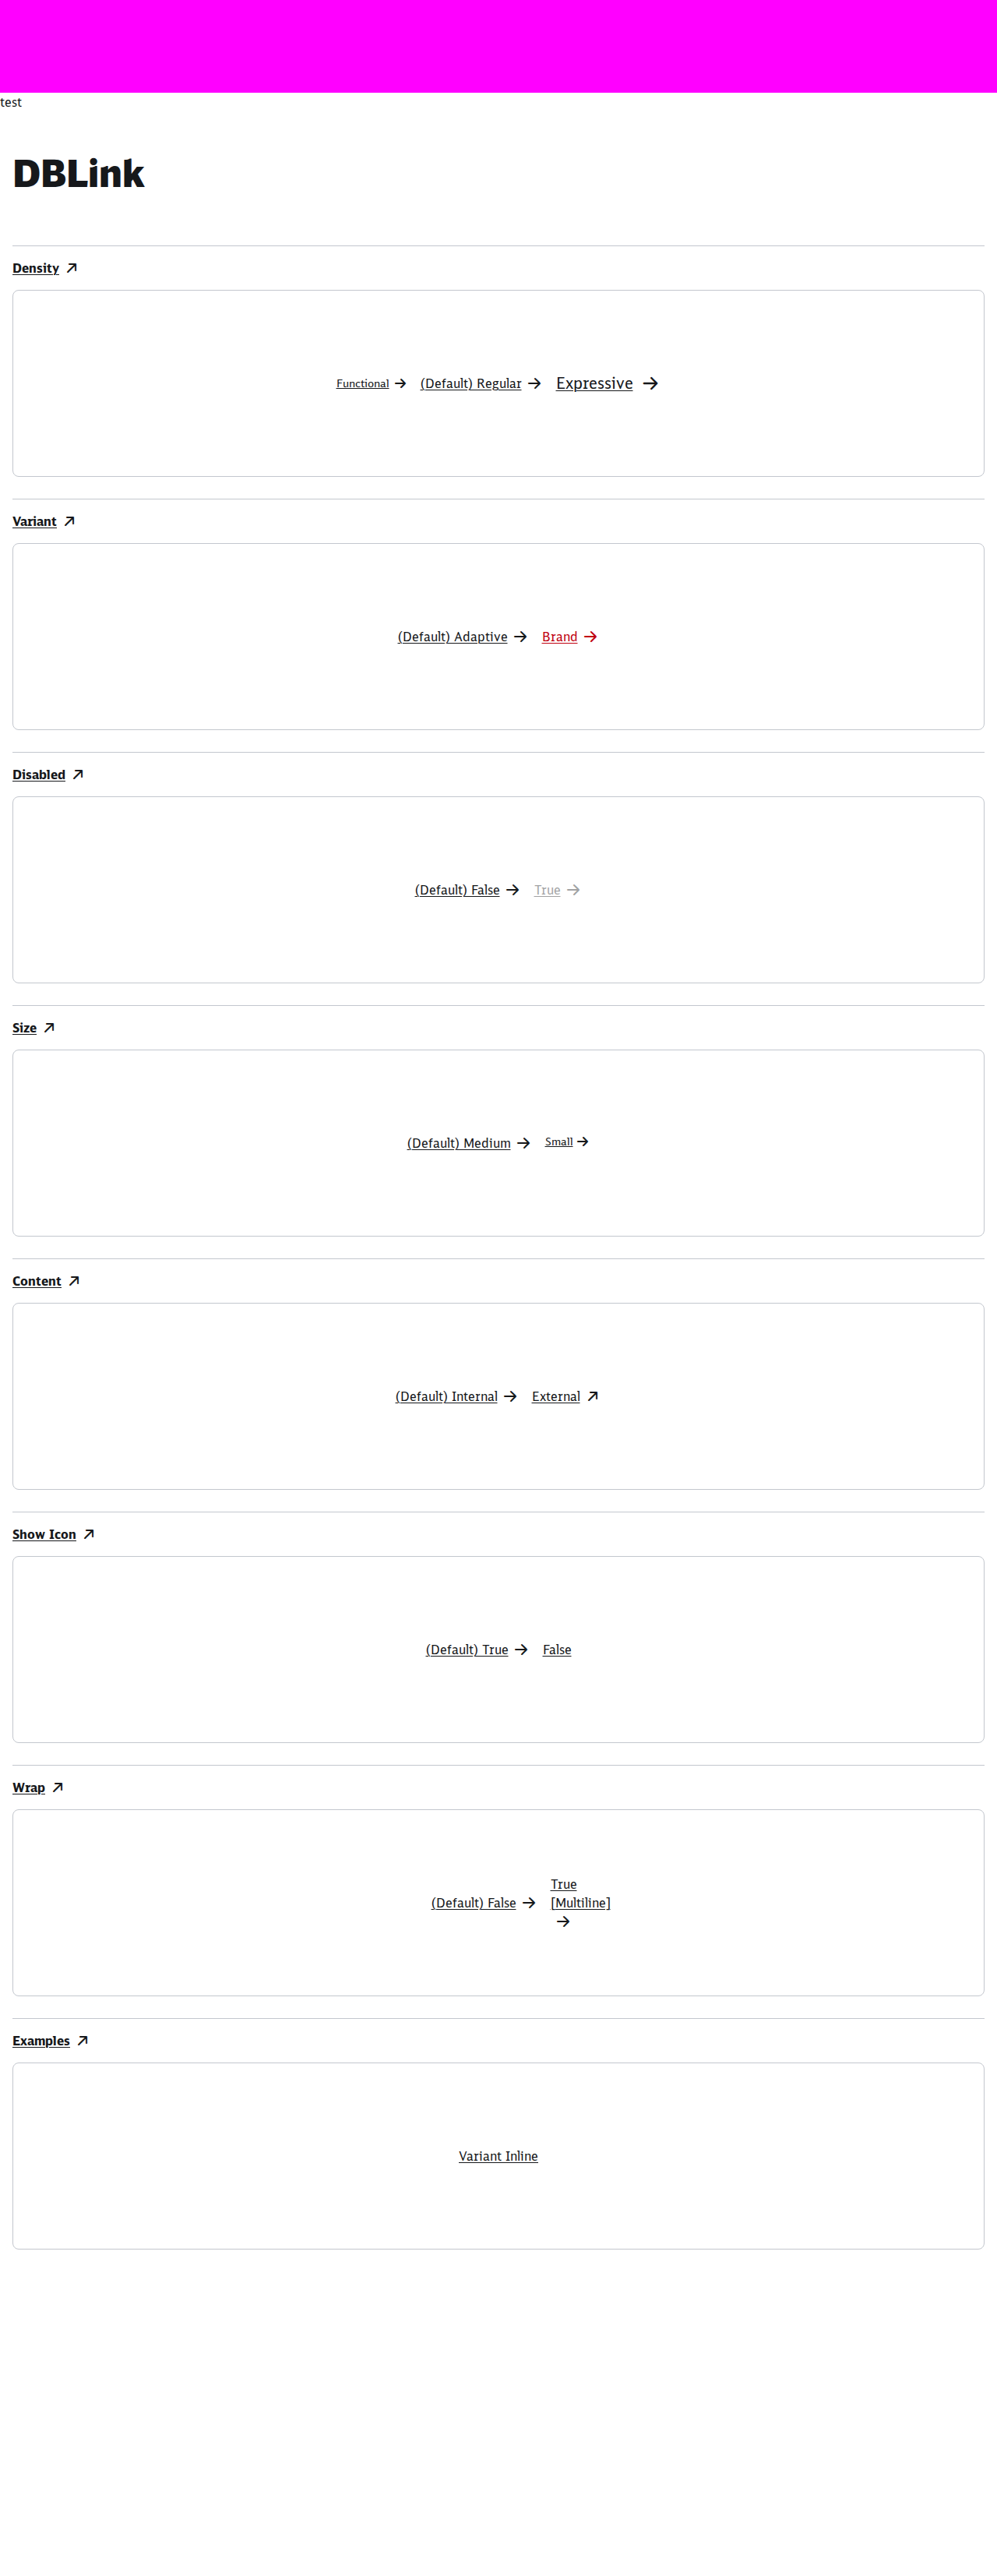 test
DBLink
Density
Functional (Default) Regular Expressive
Variant
(Default) Adaptive Brand
Disabled
(Default) False True
Size
(Default) Medium Small
Content
(Default) Internal External
Show Icon
(Default) True False
Wrap
True
(Default) False [Multiline]
Examples
Variant Inline